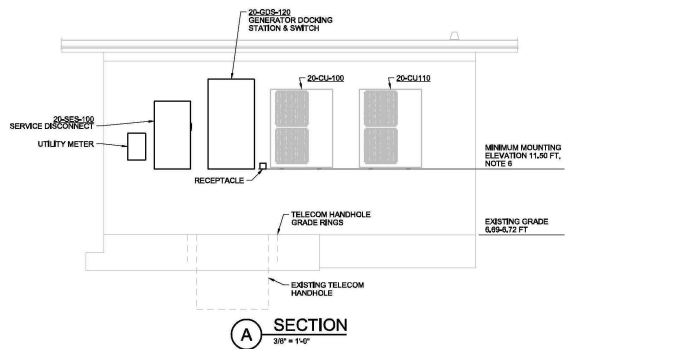 20-GDS-120
GENERATOR DOCKING
STATION & SWITCH
20-CU-100
20-CU110
20-SES-100
SERVICE DISCONNECT
UTILITY METER
RECEPTACLE
MINIMUM MOUNTING
ELEVATION 11.50 FT,
NOTE 6
TELECOM HANDHOLE
GRADE RINGS
EXISTING GRADE
6.69-6.72 FT
EXISTING TELECOM
HANDHOLE
A
SECTION
3/8" = 1'-0"